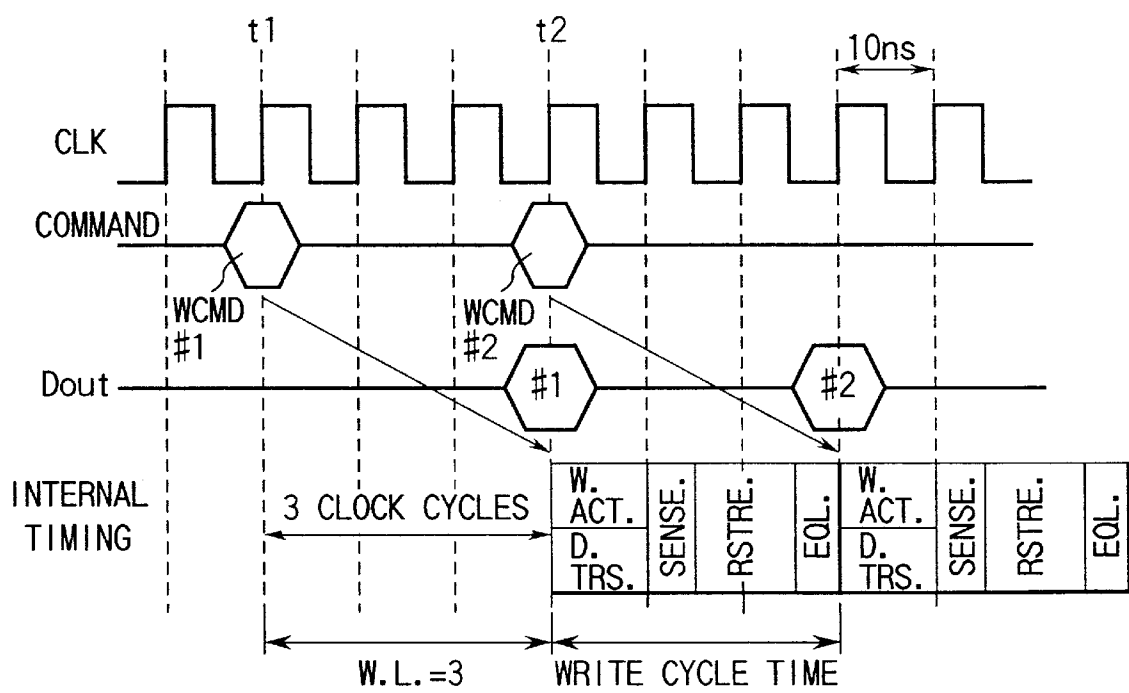 t1 t2
10ns
CLK
COMMAND
WCMD #1
WCMD #2
Dout
#1 #2
INTERNAL TIMING
3 CLOCK CYCLES
W. ACT.
D. TRS.
SENSE.
RSTRE.
EQL.
W. ACT.
D. TRS.
SENSE.
RSTRE.
EQL.
W.L.=3
WRITE CYCLE TIME